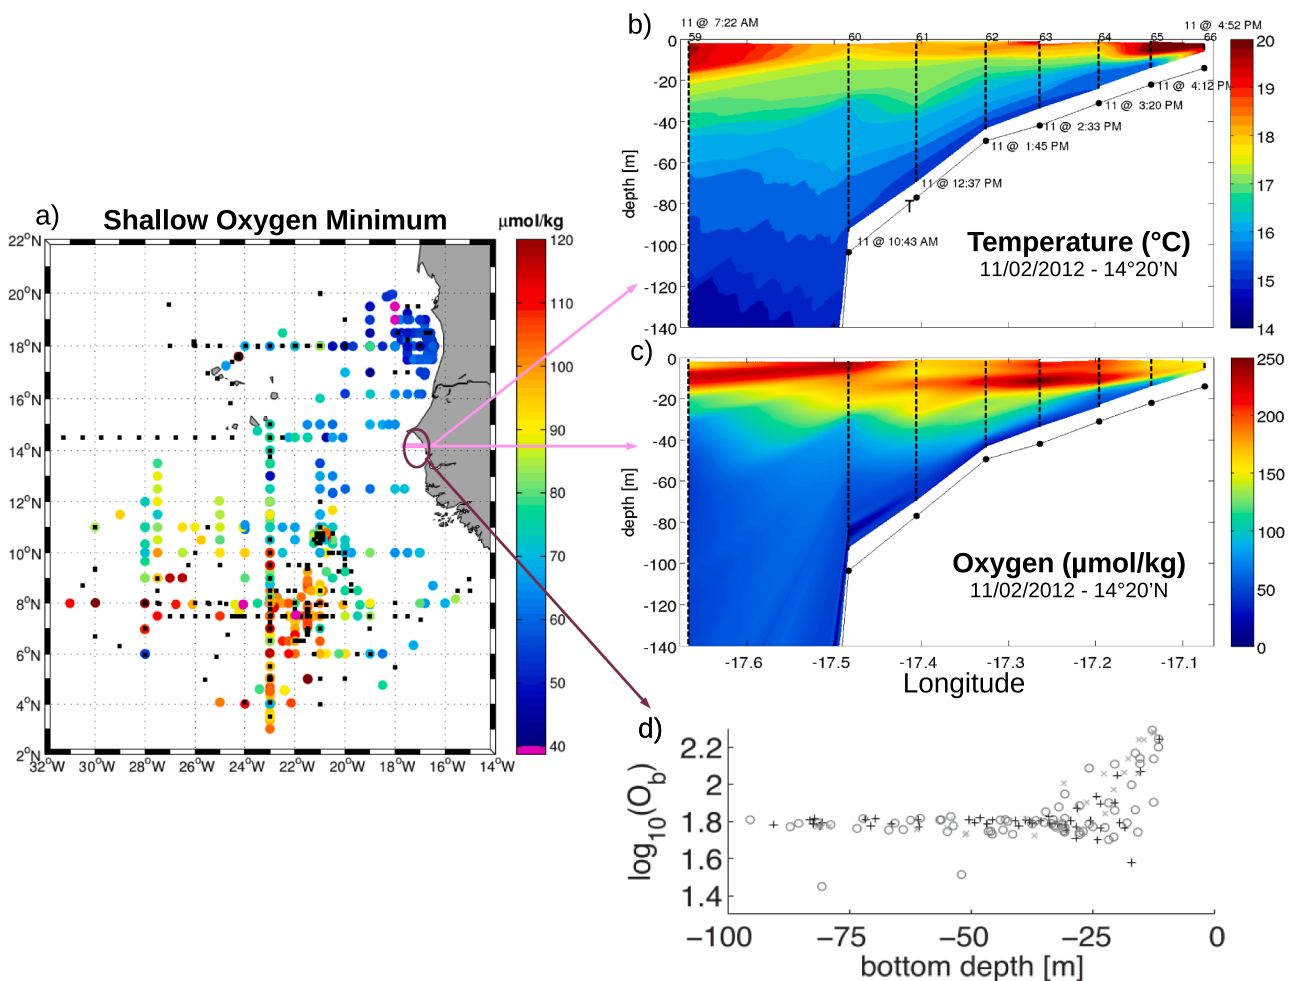 a)
Shallow Oxygen Minimum
μmol/kg
22°N
20°N
18°N
16°N
14°N
12°N
10°N
8°N
6°N
4°N
2°N
32°W 30°W 28°W 26°W 24°W 22°W 20°W 18°W 16°W 14°W
120
110
100
90
80
70
60
50
40
b)
11 @ 7:22 AM
11 @ 4:52 PM
59 60 61 62 63 64 65 66
0
-20
-40
-60
-80
-100
-120
-140
depth [m]
11 @ 4:12 PM
11 @ 3:20 PM
11 @ 2:33 PM
11 @ 1:45 PM
11 @ 12:37 PM
T
11 @ 10:43 AM
Temperature (°C)
11/02/2012 - 14°20'N
20
19
18
17
16
15
14
c)
0
-20
-40
-60
-80
-100
-120
-140
depth [m]
Oxygen (μmol/kg)
11/02/2012 - 14°20'N
250
200
150
100
50
0
-17.6 -17.5 -17.4 -17.3 -17.2 -17.1
Longitude
d)
log10(Ob)
2.2
2
1.8
1.6
1.4
-100 -75 -50 -25 0
bottom depth [m]